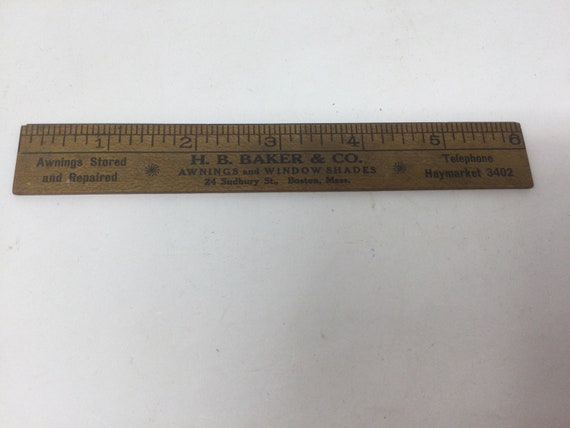 1 2 3 4 5 6
Awnings Stored
and Repaired
H. B. BAKER & CO.
AWNINGS and WINDOW SHADES
24 Sudbury St., Boston, Mass.
Telephone
Haymarket 3402